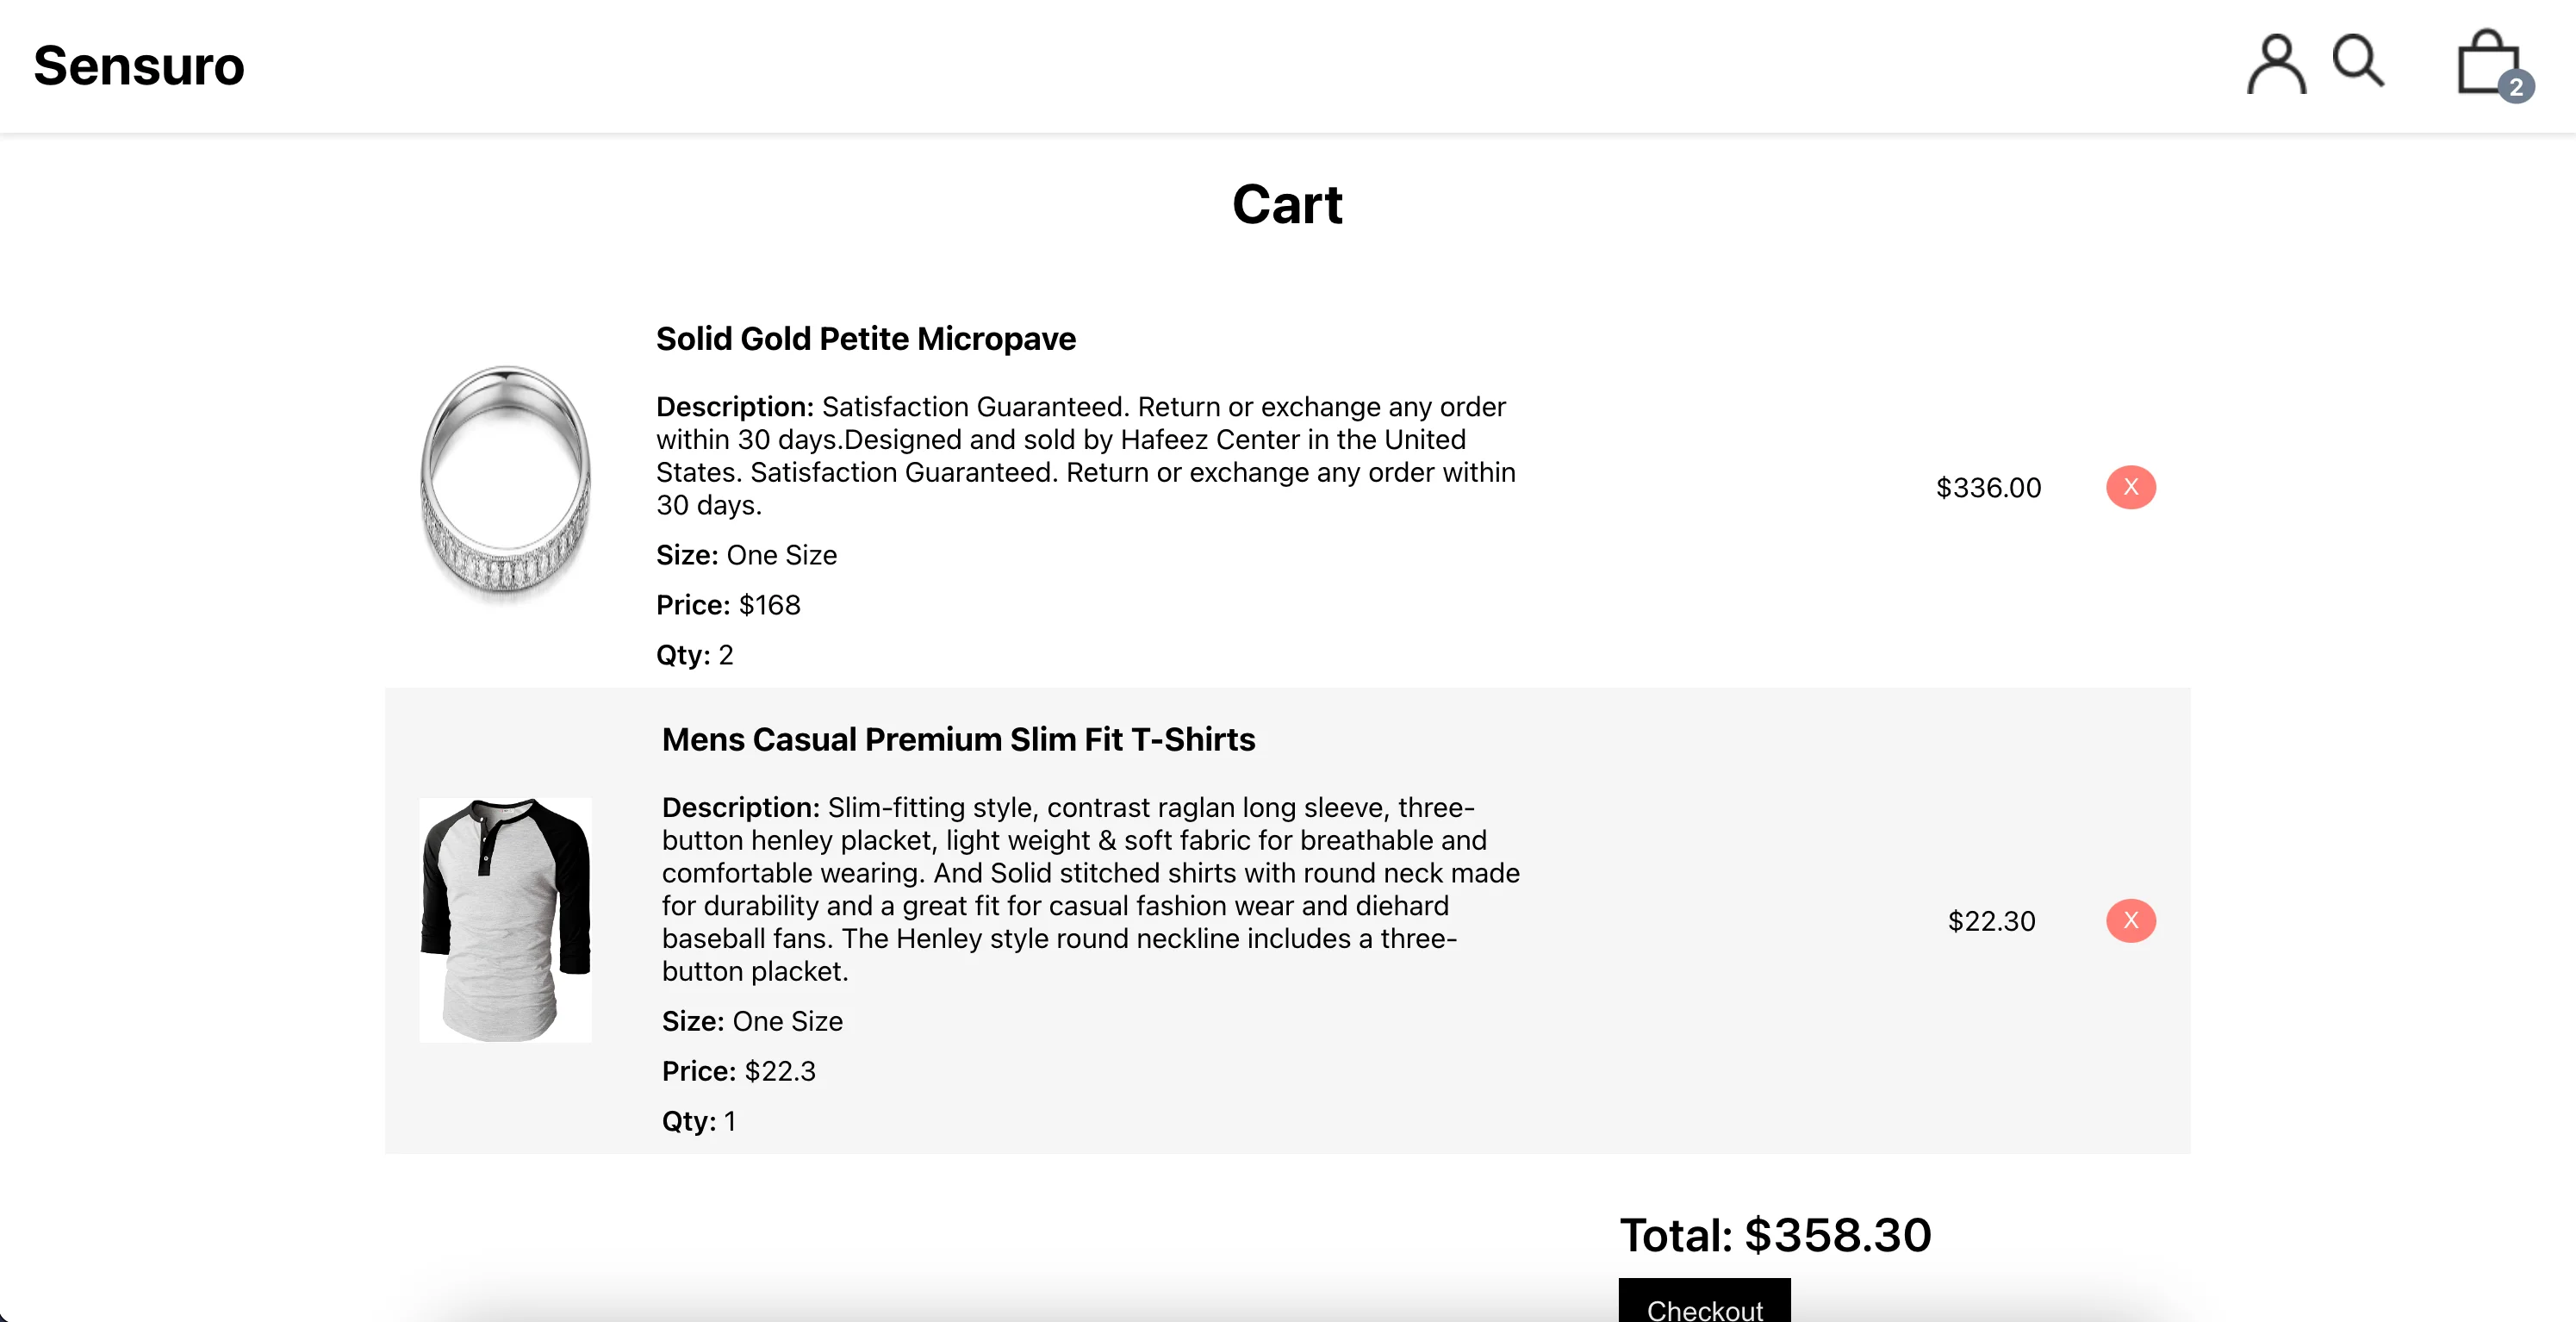 Sensuro
2
Cart
Solid Gold Petite Micropave
Description: Satisfaction Guaranteed. Return or exchange any order
within 30 days.Designed and sold by Hafeez Center in the United
States. Satisfaction Guaranteed. Return or exchange any order within
30 days.
Size: One Size
Price: $168
Qty: 2
$336.00
X
Mens Casual Premium Slim Fit T-Shirts
Description: Slim-fitting style, contrast raglan long sleeve, three-
button henley placket, light weight & soft fabric for breathable and
comfortable wearing. And Solid stitched shirts with round neck made
for durability and a great fit for casual fashion wear and diehard
baseball fans. The Henley style round neckline includes a three-
button placket.
Size: One Size
Price: $22.3
Qty: 1
$22.30
X
Total: $358.30
Checkout